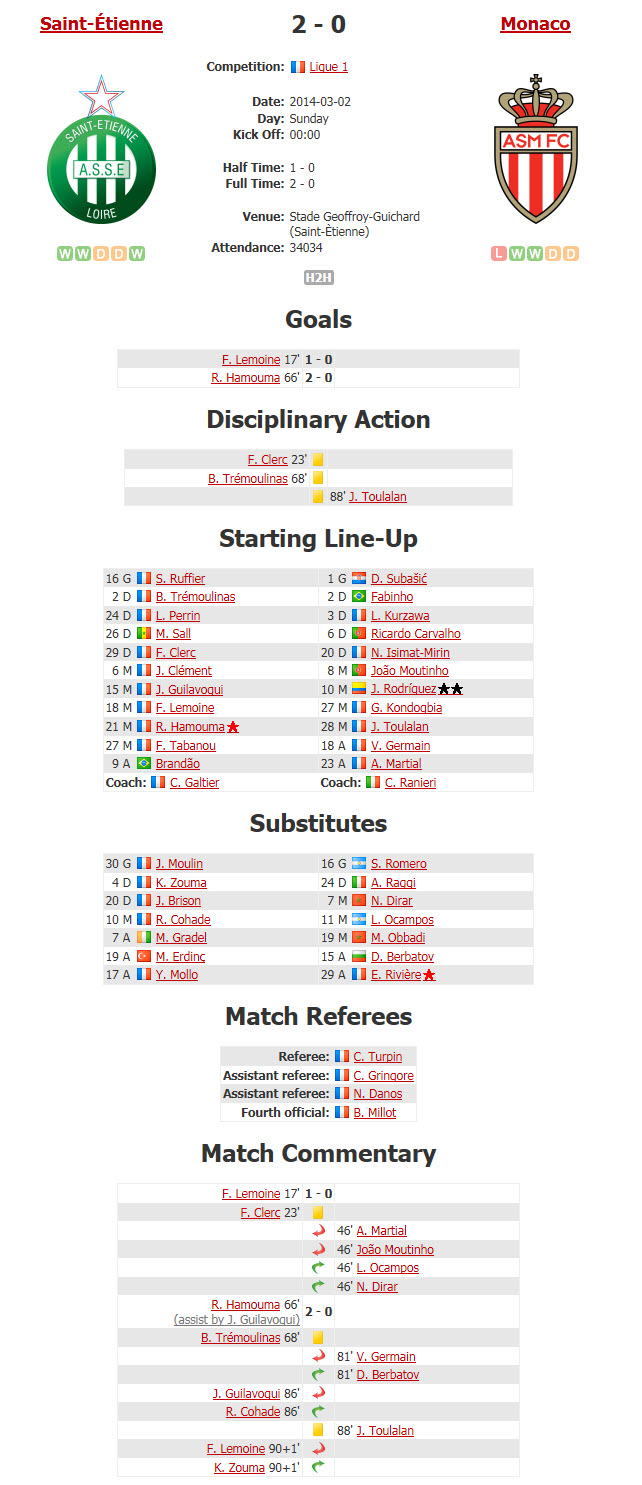 Saint-Étienne 2 - 0 Monaco
Competition: Ligue 1
Date: 2014-03-02
Day: Sunday
Kick Off: 00:00
Half Time: 1 - 0
Full Time: 2 - 0
Venue: Stade Geoffroy-Guichard
(Saint-Ètienne)
Attendance: 34034
SAINT-ETIENNE
A.S.S.E
LOIRE
ASM FC
W W D D W
L W W D D
H2H
Goals
F. Lemoine 17' 1 - 0
R. Hamouma 66' 2 - 0
Disciplinary Action
F. Clerc 23'
B. Trémoulinas 68'
88' J. Toulalan
Starting Line-Up
16 G S. Ruffier 1 G D. Subašić
2 D B. Trémoulinas 2 D Fabinho
24 D L. Perrin 3 D L. Kurzawa
26 D M. Sall 6 D Ricardo Carvalho
29 D F. Clerc 20 D N. Isimat-Mirin
6 M J. Clément 8 M João Moutinho
15 M J. Guilavogui 10 M J. Rodríguez
18 M F. Lemoine 27 M G. Kondogbia
21 M R. Hamouma 28 M J. Toulalan
27 M F. Tabanou 18 A V. Germain
9 A Brandão 23 A A. Martial
Coach: C. Galtier Coach: C. Ranieri
Substitutes
30 G J. Moulin 16 G S. Romero
4 D K. Zouma 24 D A. Raggi
20 D J. Brison 7 M N. Dirar
10 M R. Cohade 11 M L. Ocampos
7 A M. Gradel 19 M M. Obbadi
19 A M. Erdinc 15 A D. Berbatov
17 A Y. Mollo 29 A E. Rivière
Match Referees
Referee: C. Turpin
Assistant referee: C. Gringore
Assistant referee: N. Danos
Fourth official: B. Millot
Match Commentary
F. Lemoine 17' 1 - 0
F. Clerc 23'
46' A. Martial
46' João Moutinho
46' L. Ocampos
46' N. Dirar
R. Hamouma 66' 2 - 0
(assist by J. Guilavogui)
B. Trémoulinas 68'
81' V. Germain
81' D. Berbatov
J. Guilavogui 86'
R. Cohade 86'
88' J. Toulalan
F. Lemoine 90+1'
K. Zouma 90+1'